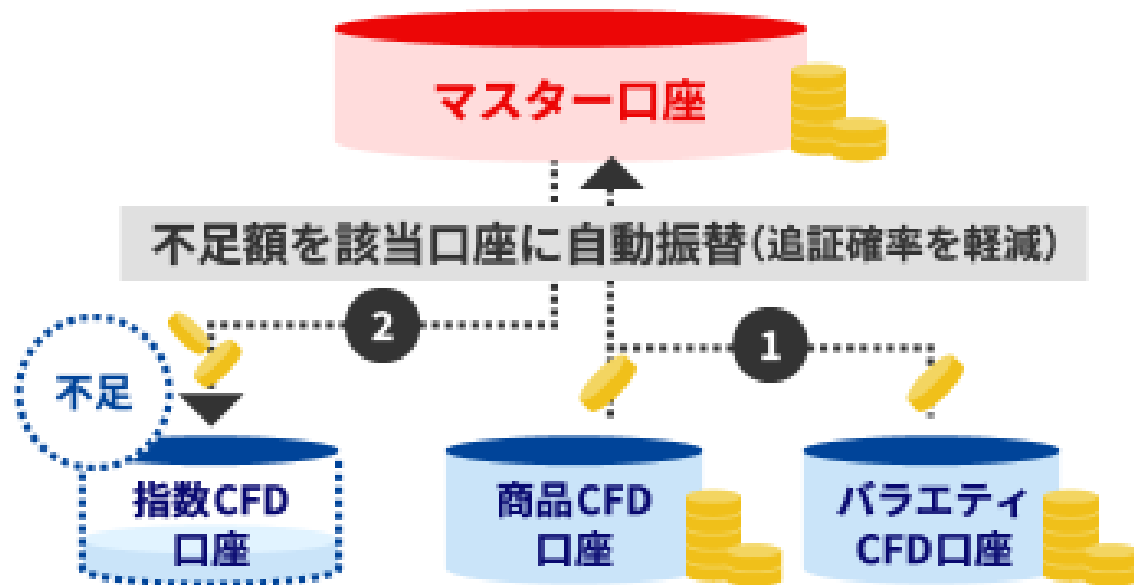 マスター口座
不足額を該当口座に自動振替(追証確率を軽減)
2
1
不足
指数CFD
口座
商品CFD
口座
バラエティ
CFD口座